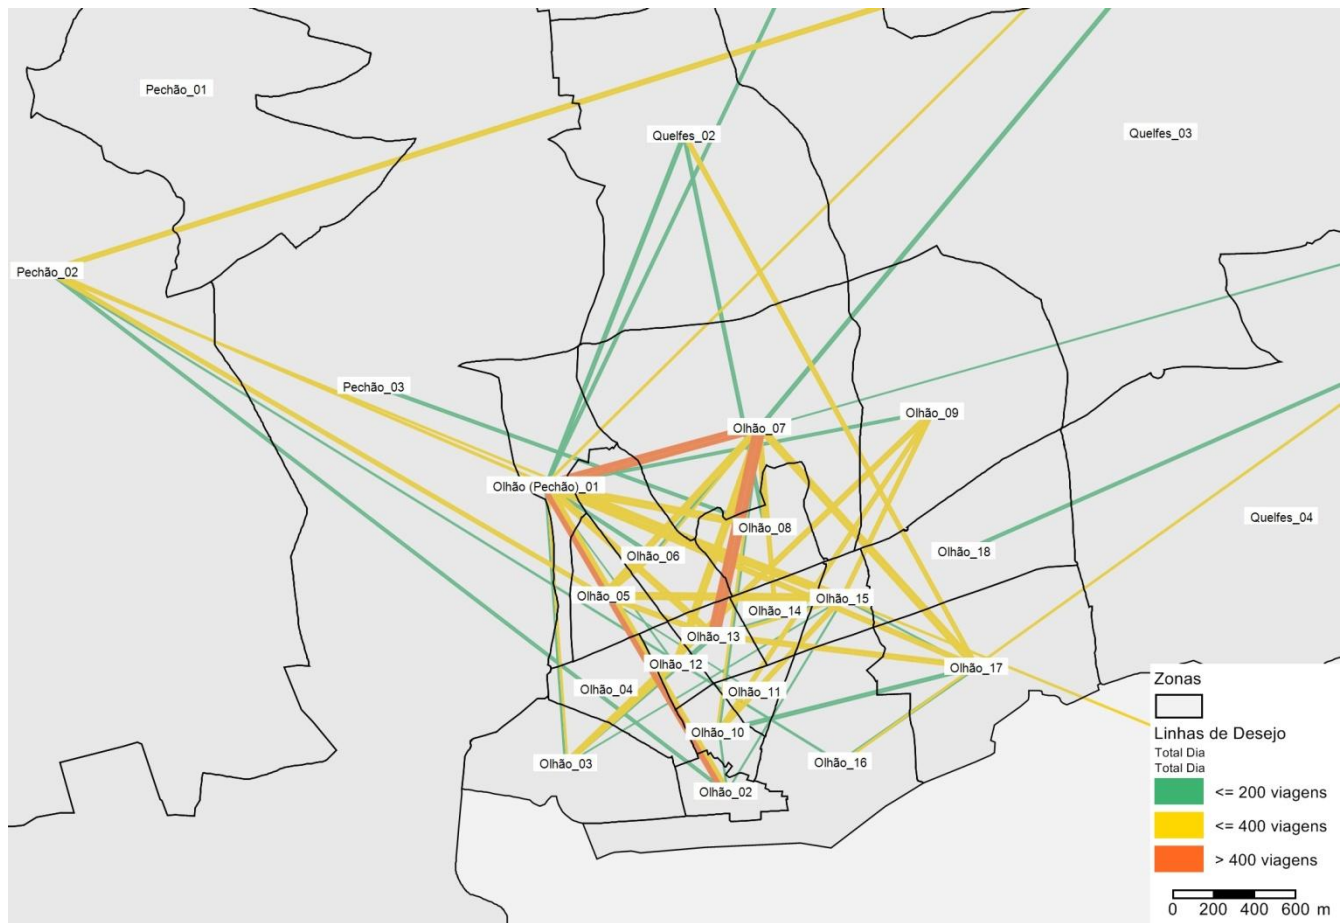 Pechão_01
Quelfes_02
Quelfes_03
Pechão_02
Pechão_03
Olhão_09
Olhão_07
Olhão (Pechão)_01
Olhão_08
Quelfes_04
Olhão_06
Olhão_18
Olhão_05
Olhão_15
Olhão_14
Olhão_13
Olhão_12
Olhão_17
Olhão_04
Olhão_11
Olhão_10
Olhão_03
Olhão_16
Olhão_02
Zonas
Linhas de Desejo
Total Dia
Total Dia
<= 200 viagens
<= 400 viagens
> 400 viagens
0 200 400 600 m